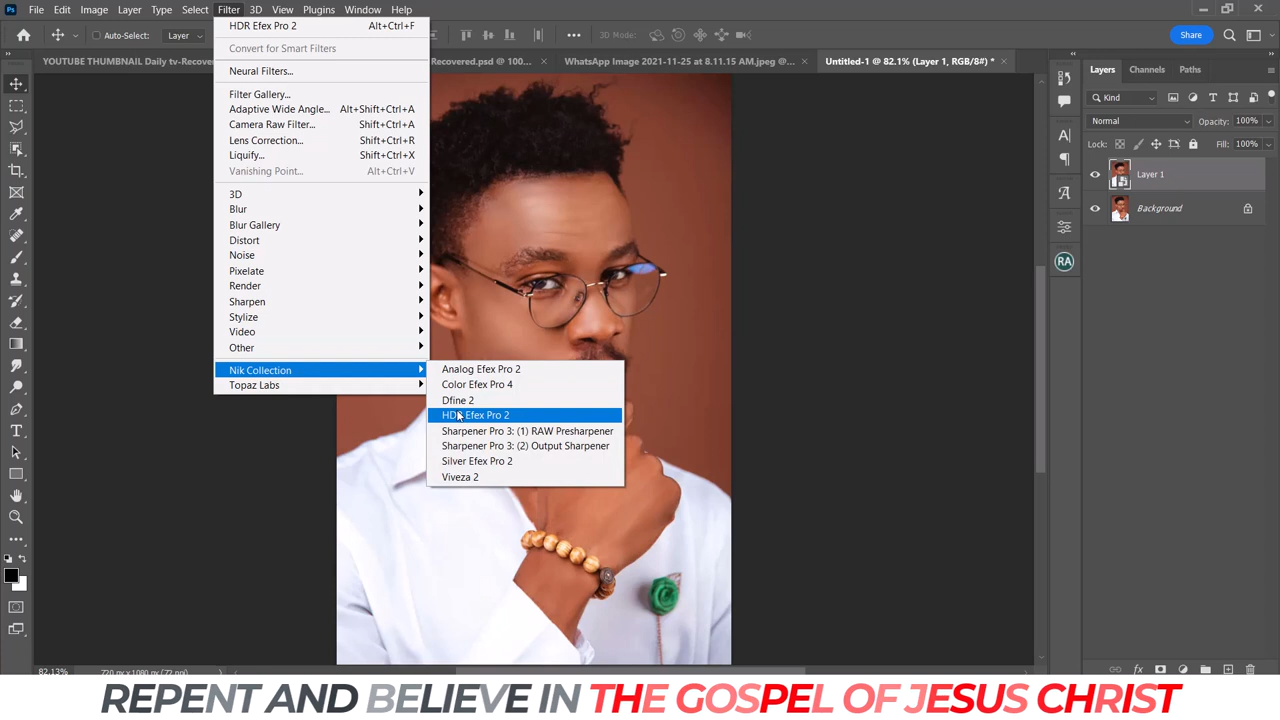 Ps File Edit Image Layer Type Select Filter 3D View Plugins Window Help
Auto-Select: Layer 3D Mode: Share
YOUTUBE THUMBNAIL Daily tv-Recover Recovered.psd @ 100... × WhatsApp Image 2021-11-25 at 8.11.15 AM.jpeg @... × Untitled-1 @ 82.1% (Layer 1, RGB/8#) * ×
HDR Efex Pro 2 Alt+Ctrl+F
Convert for Smart Filters
Neural Filters...
Filter Gallery...
Adaptive Wide Angle... Alt+Shift+Ctrl+A
Camera Raw Filter... Shift+Ctrl+A
Lens Correction... Shift+Ctrl+R
Liquify... Shift+Ctrl+X
Vanishing Point... Alt+Ctrl+V
3D
Blur
Blur Gallery
Distort
Noise
Pixelate
Render
Sharpen
Stylize
Video
Other
Nik Collection
Topaz Labs
Analog Efex Pro 2
Color Efex Pro 4
Dfine 2
HDR Efex Pro 2
Sharpener Pro 3: (1) RAW Presharpener
Sharpener Pro 3: (2) Output Sharpener
Silver Efex Pro 2
Viveza 2
Layers Channels Paths
Kind
Normal Opacity: 100%
Lock: Fill: 100%
Layer 1
Background
RA
82.13% 720 px x 1080 px (72 ppi)
REPENT AND BELIEVE IN THE GOSPEL OF JESUS CHRIST